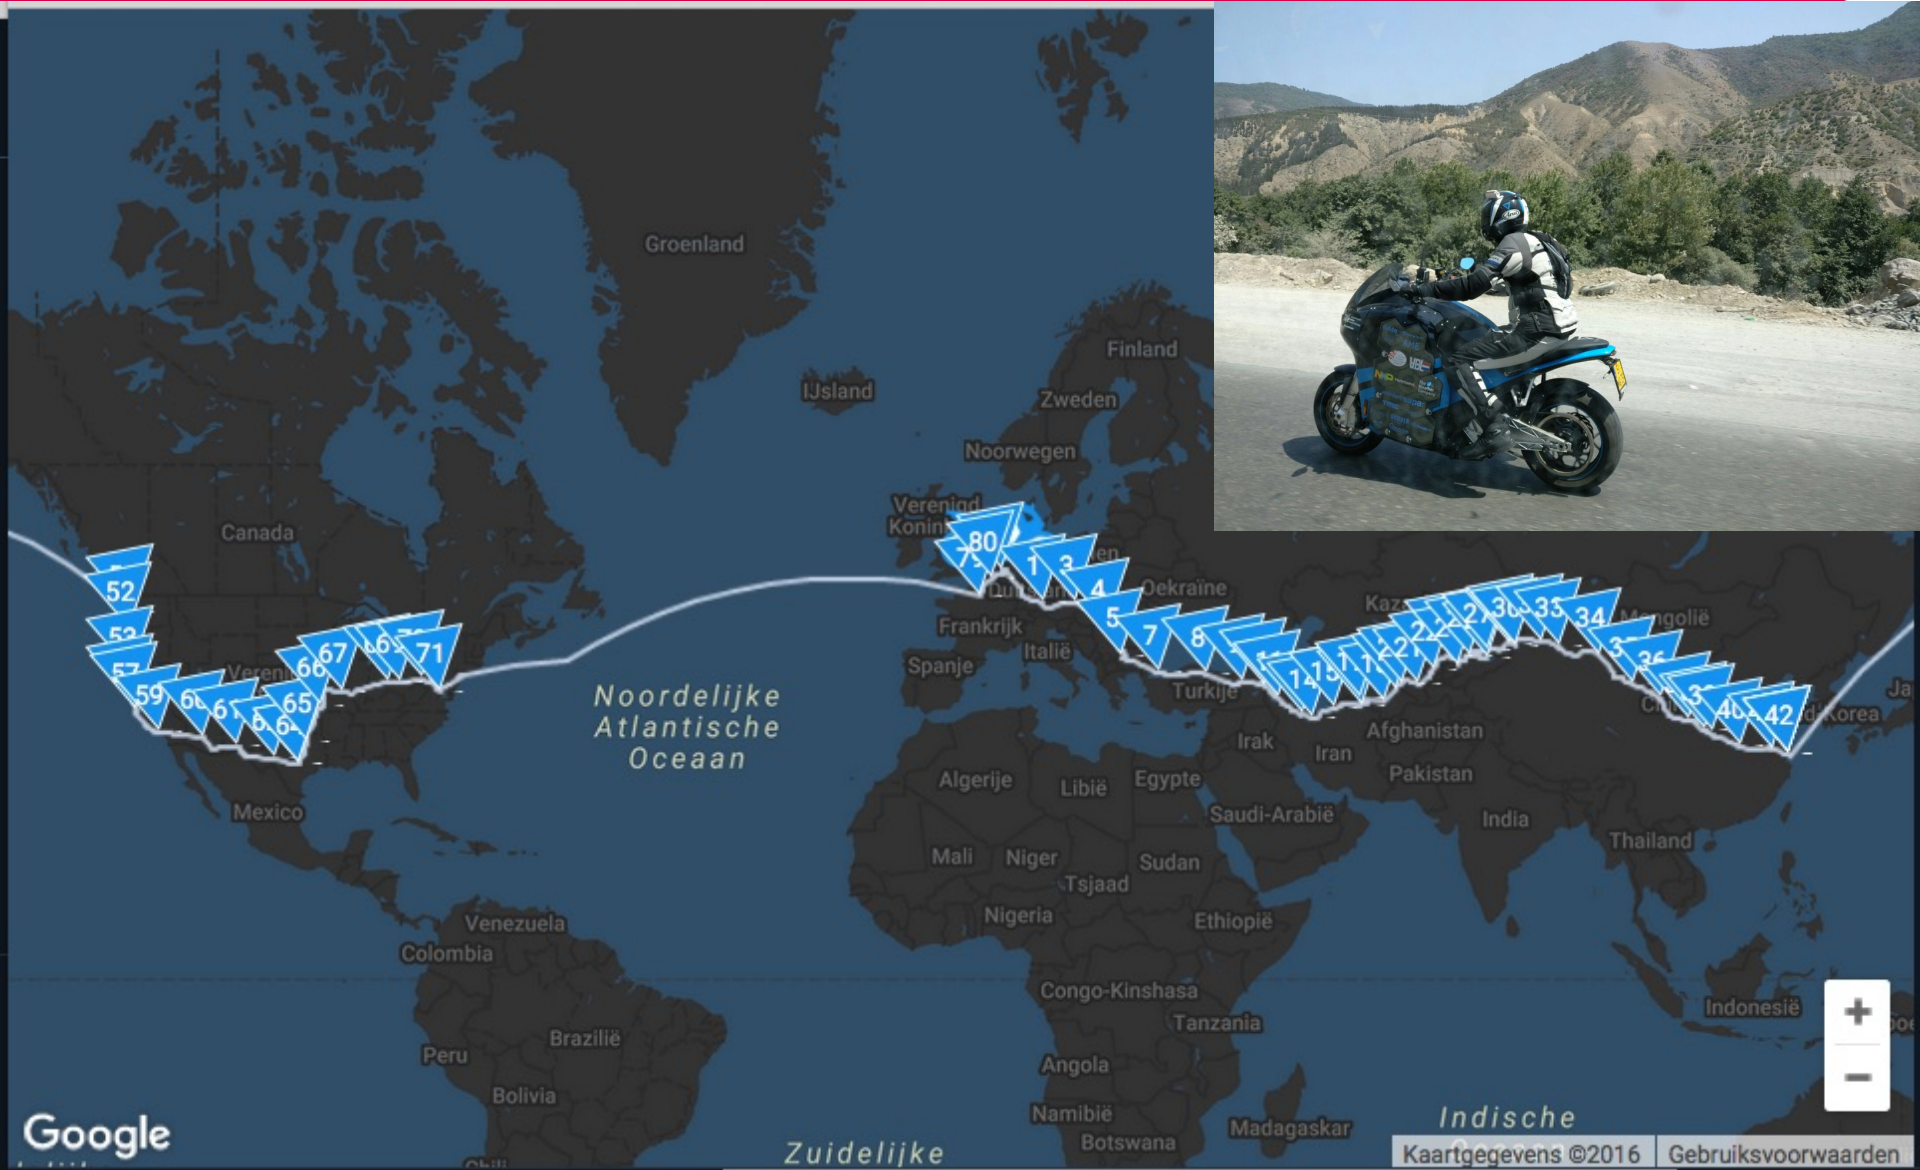 Groenland
Finland
IJsland
Zweden
Noorwegen
Verenigd
Canada
80
1
3
52
4
Oekraïne
5
33
34
Frankrijk
7
8
67
71
Italië
66
Spanje
36
14
59
65
Turkije
Noordelijke
Atlantische
Oceaan
42
Afghanistan
Irak
Iran
Pakistan
Algerije
Libië
Egypte
Mexico
Saudi-Arabië
India
Thailand
Mali
Niger
Sudan
Tsjaad
Nigeria
Ethiopië
Venezuela
Colombia
Congo-Kinshasa
Indonesië
Tanzania
Brazilië
Peru
Angola
Bolivia
Namibië
Madagaskar
Indische
Google
Botswana
Zuidelijke
Kaartgegevens ©2016
Gebruiksvoorwaarden